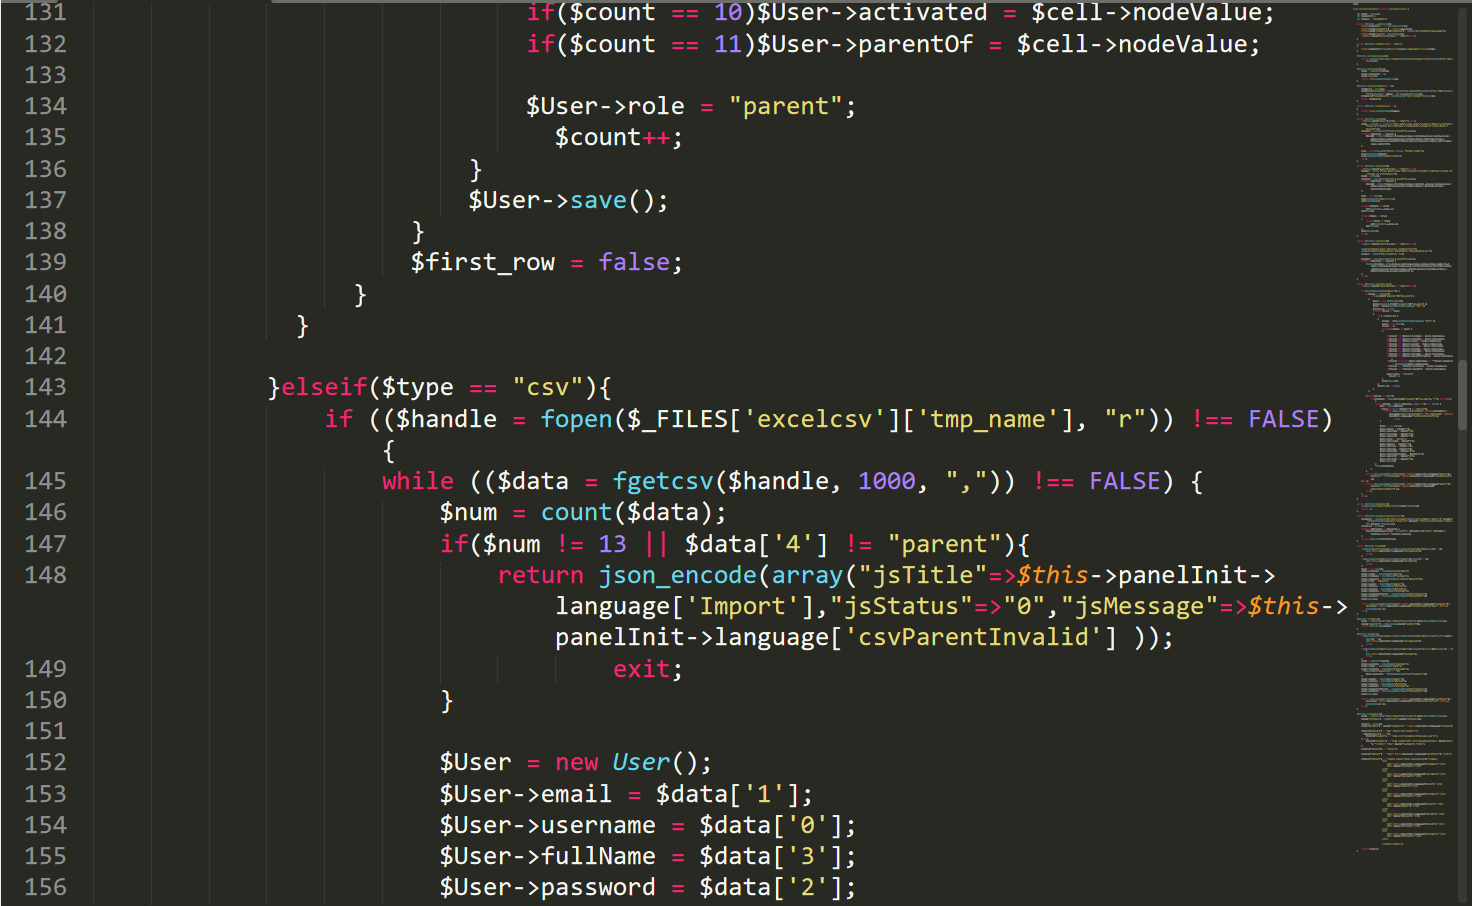 131 if($count == 10)$User->activated = $cell->nodeValue;
132 if($count == 11)$User->parentOf = $cell->nodeValue;
133
134 $User->role = "parent";
135 $count++;
136 }
137 $User->save();
138 }
139 $first_row = false;
140 }
141 }
142
143 }elseif($type == "csv"){
144 if (($handle = fopen($_FILES['excelcsv']['tmp_name'], "r")) !== FALSE)
{
145 while (($data = fgetcsv($handle, 1000, ",")) !== FALSE) {
146 $num = count($data);
147 if($num != 13 || $data['4'] != "parent"){
148 return json_encode(array("jsTitle"=>$this->panelInit->
language['Import'],"jsStatus"=>"0","jsMessage"=>$this->
panelInit->language['csvParentInvalid'] ));
149 exit;
150 }
151
152 $User = new User();
153 $User->email = $data['1'];
154 $User->username = $data['0'];
155 $User->fullName = $data['3'];
156 $User->password = $data['2'];